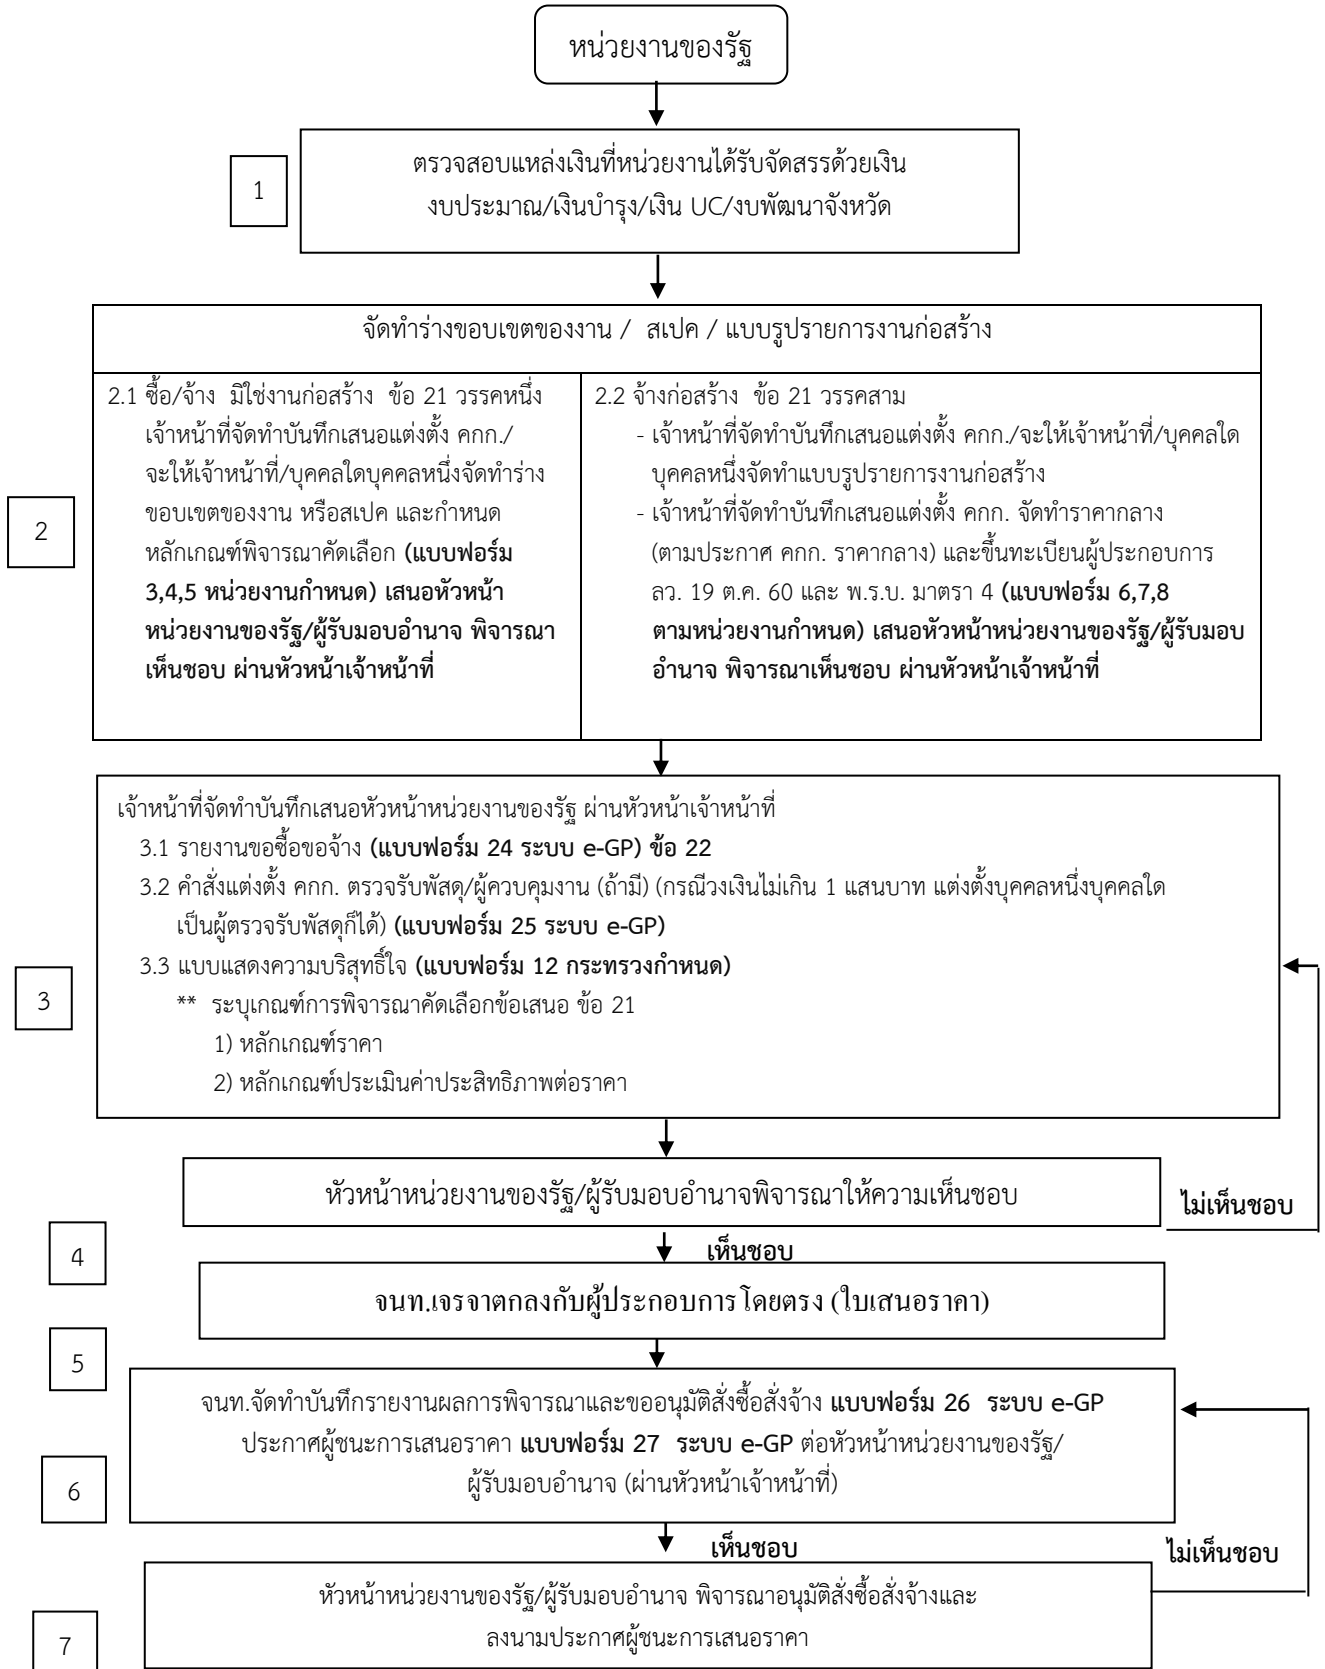 หน่วยงานของรัฐ
1
ตรวจสอบแหล่งเงินที่หน่วยงานได้รับจัดสรรด้วยเงิน
งบประมาณ/เงินบำรุง/เงิน UC/งบพัฒนาจังหวัด
จัดทำร่างขอบเขตของงาน / สเปค / แบบรูปรายการงานก่อสร้าง
2
2.1 ซื้อ/จ้าง มิใช่งานก่อสร้าง ข้อ 21 วรรคหนึ่ง
เจ้าหน้าที่จัดทำบันทึกเสนอแต่งตั้ง คกก./
จะให้เจ้าหน้าที่/บุคคลใดบุคคลหนึ่งจัดทำร่าง
ขอบเขตของงาน หรือสเปค และกำหนด
หลักเกณฑ์พิจารณาคัดเลือก (แบบฟอร์ม
3,4,5 หน่วยงานกำหนด) เสนอหัวหน้า
หน่วยงานของรัฐ/ผู้รับมอบอำนาจ พิจารณา
เห็นชอบ ผ่านหัวหน้าเจ้าหน้าที่
2.2 จ้างก่อสร้าง ข้อ 21 วรรคสาม
- เจ้าหน้าที่จัดทำบันทึกเสนอแต่งตั้ง คกก./จะให้เจ้าหน้าที่/บุคคลใด
บุคคลหนึ่งจัดทำแบบรูปรายการงานก่อสร้าง
- เจ้าหน้าที่จัดทำบันทึกเสนอแต่งตั้ง คกก. จัดทำราคากลาง
(ตามประกาศ คกก. ราคากลาง) และขึ้นทะเบียนผู้ประกอบการ
ลว. 19 ต.ค. 60 และ พ.ร.บ. มาตรา 4 (แบบฟอร์ม 6,7,8
ตามหน่วยงานกำหนด) เสนอหัวหน้าหน่วยงานของรัฐ/ผู้รับมอบ
อำนาจ พิจารณาเห็นชอบ ผ่านหัวหน้าเจ้าหน้าที่
3
เจ้าหน้าที่จัดทำบันทึกเสนอหัวหน้าหน่วยงานของรัฐ ผ่านหัวหน้าเจ้าหน้าที่
3.1 รายงานขอซื้อขอจ้าง (แบบฟอร์ม 24 ระบบ e-GP) ข้อ 22
3.2 คำสั่งแต่งตั้ง คกก. ตรวจรับพัสดุ/ผู้ควบคุมงาน (ถ้ามี) (กรณีวงเงินไม่เกิน 1 แสนบาท แต่งตั้งบุคคลหนึ่งบุคคลใด
เป็นผู้ตรวจรับพัสดุก็ได้) (แบบฟอร์ม 25 ระบบ e-GP)
3.3 แบบแสดงความบริสุทธิ์ใจ (แบบฟอร์ม 12 กระทรวงกำหนด)
** ระบุเกณฑ์การพิจารณาคัดเลือกข้อเสนอ ข้อ 21
1) หลักเกณฑ์ราคา
2) หลักเกณฑ์ประเมินค่าประสิทธิภาพต่อราคา
หัวหน้าหน่วยงานของรัฐ/ผู้รับมอบอำนาจพิจารณาให้ความเห็นชอบ
ไม่เห็นชอบ
4
เห็นชอบ
จนท.เจรจาตกลงกับผู้ประกอบการโดยตรง (ใบเสนอราคา)
5
จนท.จัดทำบันทึกรายงานผลการพิจารณาและขออนุมัติสั่งซื้อสั่งจ้าง แบบฟอร์ม 26 ระบบ e-GP
ประกาศผู้ชนะการเสนอราคา แบบฟอร์ม 27 ระบบ e-GP ต่อหัวหน้าหน่วยงานของรัฐ/
ผู้รับมอบอำนาจ (ผ่านหัวหน้าเจ้าหน้าที่)
6
เห็นชอบ
ไม่เห็นชอบ
หัวหน้าหน่วยงานของรัฐ/ผู้รับมอบอำนาจ พิจารณาอนุมัติสั่งซื้อสั่งจ้างและ
ลงนามประกาศผู้ชนะการเสนอราคา
7